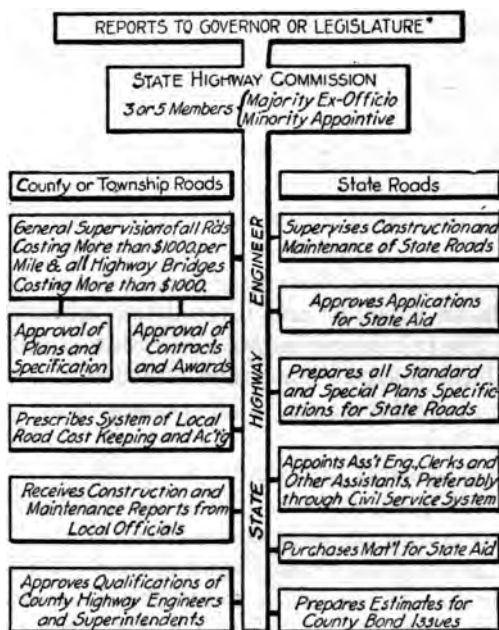 REPORTS TO GOVERNOR OR LEGISLATURE*
STATE HIGHWAY COMMISSION
3 or 5 Members {Majority Ex-Officio
Minority Appointive
County or Township Roads
General Supervision of all R'ds
Costing More than $1000. per
Mile & all Highway Bridges
Costing More than $1000.
Approval of
Plans and
Specification
Approval of
Contracts
and Awards
Prescribes System of Local
Road Cost Keeping and Ac't'g
Receives Construction and
Maintenance Reports from
Local Officials
Approves Qualifications of
County Highway Engineers
and Superintendents
STATE HIGHWAY ENGINEER
State Roads
Supervises Construction and
Maintenance of State Roads
Approves Applications
for State Aid
Prepares all Standard
and Special Plans Specific-
ations for State Roads
Appoints Ass't Eng., Clerks and
Other Assistants, Preferably
through Civil Service System
Purchases Mat'l for State Aid
Prepares Estimates for
County Bond Issues